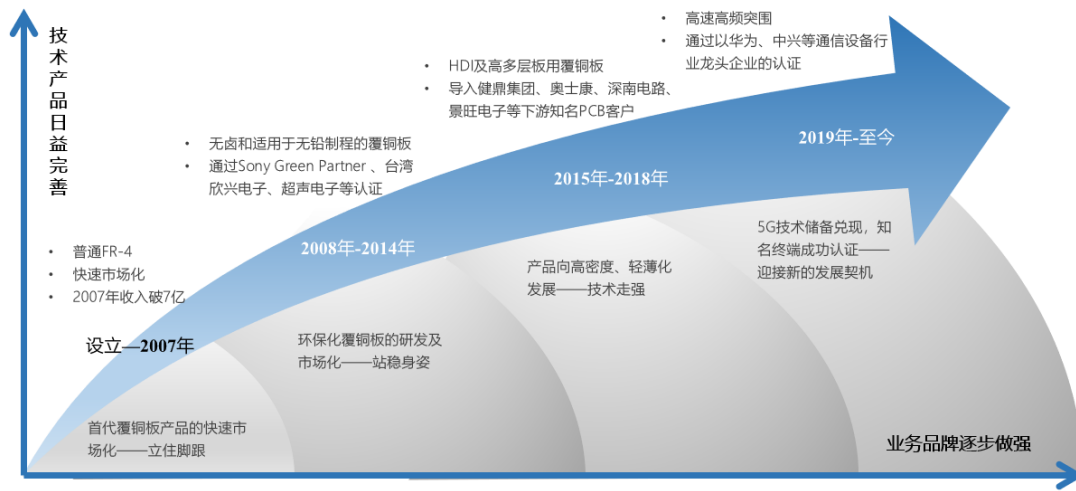 技术产品日益完善
• 普通FR-4
• 快速市场化
• 2007年收入破7亿
设立—2007年
首代覆铜板产品的快速市
场化——立住脚跟
• 无卤和适用于无铅制程的覆铜板
• 通过Sony Green Partner 、台湾
欣兴电子、超声电子等认证
2008年-2014年
环保化覆铜板的研发及
市场化——站稳身姿
• HDI及高多层板用覆铜板
• 导入健鼎集团、奥士康、深南电路、
景旺电子等下游知名PCB客户
2015年-2018年
产品向高密度、轻薄化
发展——技术走强
• 高速高频突围
• 通过以华为、中兴等通信设备行
业龙头企业的认证
2019年-至今
5G技术储备兑现，知
名终端成功认证——
迎接新的发展契机
业务品牌逐步做强